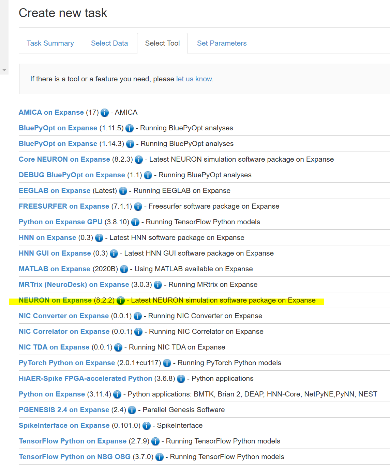 Create new task
Task Summary Select Data Select Tool Set Parameters
If there is a tool or a feature you need, please let us know
AMICA on Expanse (17) - AMICA
BluePyOpt on Expanse (1.11.5) - Running BluePyOpt analyses
BluePyOpt on Expanse (1.14.3) - Running BluePyOpt analyses
Core NEURON on Expanse (8.2.3) - Latest NEURON simulation software package on Expanse
DEBUG BluePyOpt on Expanse (1.1) - Running BluePyOpt analyses
EEGLAB on Expanse (Latest) - Running EEGLAB on Expanse
FREESURFER on Expanse (7.1.1) - Freesurfer software package on Expanse
Python on Expanse GPU (3.8.10) - Running TensorFlow Python models
HNN on Expanse (0.3) - Latest HNN software package on Expanse
HNN GUI on Expanse (0.3) - Latest HNN GUI software package on Expanse
MATLAB on Expanse (2020B) - Using MATLAB available on Expanse
MRTrix (NeuroDesk) on Expanse (3.0.3) - Running MRtrix on Expanse
NEURON on Expanse (8.2.2) - Latest NEURON simulation software package on Expanse
NIC Converter on Expanse (0.0.1) - Running NIC Converter on Expanse
NIC Correlator on Expanse (0.0.1) - Running NIC Correlator on Expanse
NIC TDA on Expanse (0.0.1) - Running NIC TDA on Expanse
PyTorch Python on Expanse (2.0.1+cu117) - Running PyTorch Python models
HiAER-Spike FPGA-accelerated Python (3.6.8) - Python applications
Python on Expanse (3.11.4) - Python applications: BMTK, Brian 2, DEAP, HNN-Core, NetPYNE,PyNN, NEST
PGENESIS 2.4 on Expanse (2.4) - Parallel Genesis Software
SpikeInterface on Expanse (0.101.0) - SpikeInterface
TensorFlow Python on Expanse (2.7.9) - Running TensorFlow Python models
TensorFlow Python on NSG OSG (3.7.0) - Running TensorFlow Python models